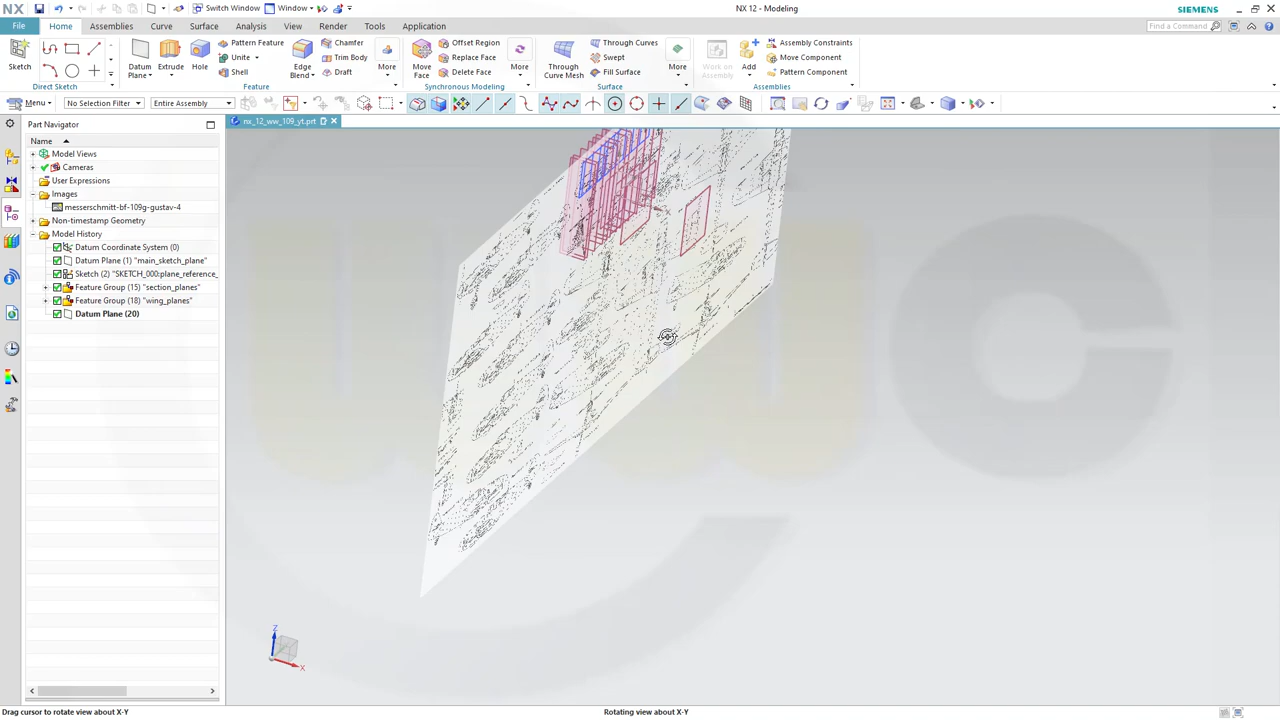 NX
Switch Window
Window
NX 12 - Modeling
SIEMENS
File
Home
Assemblies
Curve
Surface
Analysis
View
Render
Tools
Application
Find a Command
Sketch
Direct Sketch
Datum
Plane
Extrude
Hole
Pattern Feature
Unite
Shell
Edge
Blend
Chamfer
Trim Body
Draft
More
Feature
Move
Face
Offset Region
Replace Face
Delete Face
More
Synchronous Modeling
Through
Curve Mesh
Through Curves
Swept
Fill Surface
More
Surface
Work on
Assembly
Add
Assembly Constraints
Move Component
Pattern Component
Assemblies
Menu
No Selection Filter
Entire Assembly
Part Navigator
nx_12_ww_109_yt.prt
Name
Model Views
Cameras
User Expressions
Images
messerschmitt-bf-109g-gustav-4
Non-timestamp Geometry
Model History
Datum Coordinate System (0)
Datum Plane (1) "main_sketch_plane"
Sketch (2) "SKETCH_000:plane_reference_
Feature Group (15) "section_planes"
Feature Group (18) "wing_planes"
Datum Plane (20)
Z
X
Drag cursor to rotate view about X-Y
Rotating view about X-Y